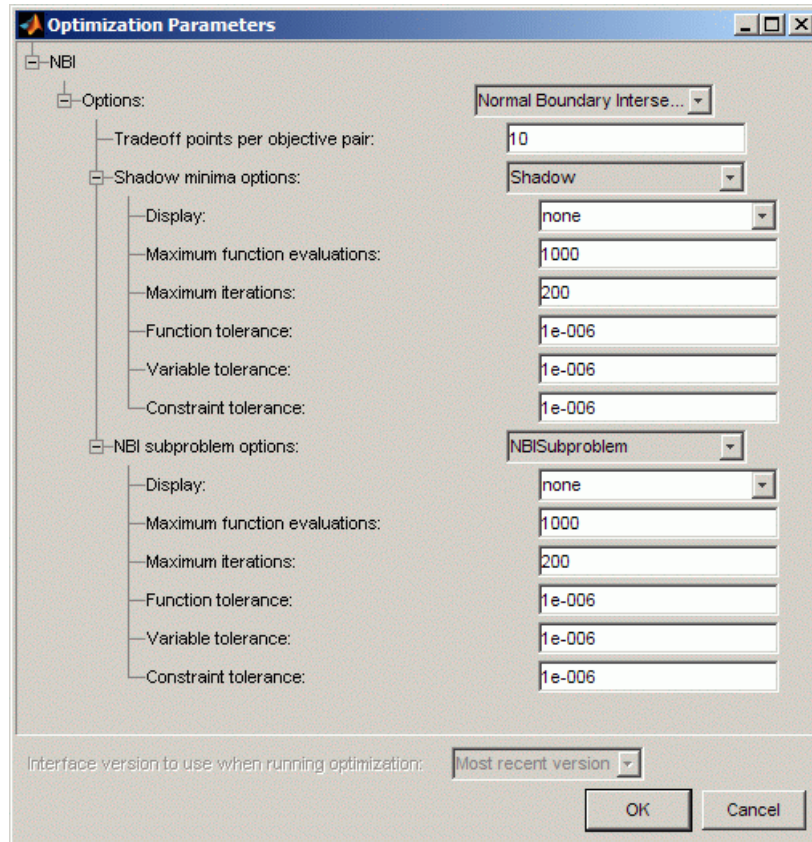 Optimization Parameters
NBI
Options: Normal Boundary Interse...
Tradeoff points per objective pair: 10
Shadow minima options: Shadow
Display: none
Maximum function evaluations: 1000
Maximum iterations: 200
Function tolerance: 1e-006
Variable tolerance: 1e-006
Constraint tolerance: 1e-006
NBI subproblem options: NBISubproblem
Display: none
Maximum function evaluations: 1000
Maximum iterations: 200
Function tolerance: 1e-006
Variable tolerance: 1e-006
Constraint tolerance: 1e-006
Interface version to use when running optimization: Most recent version
OK Cancel